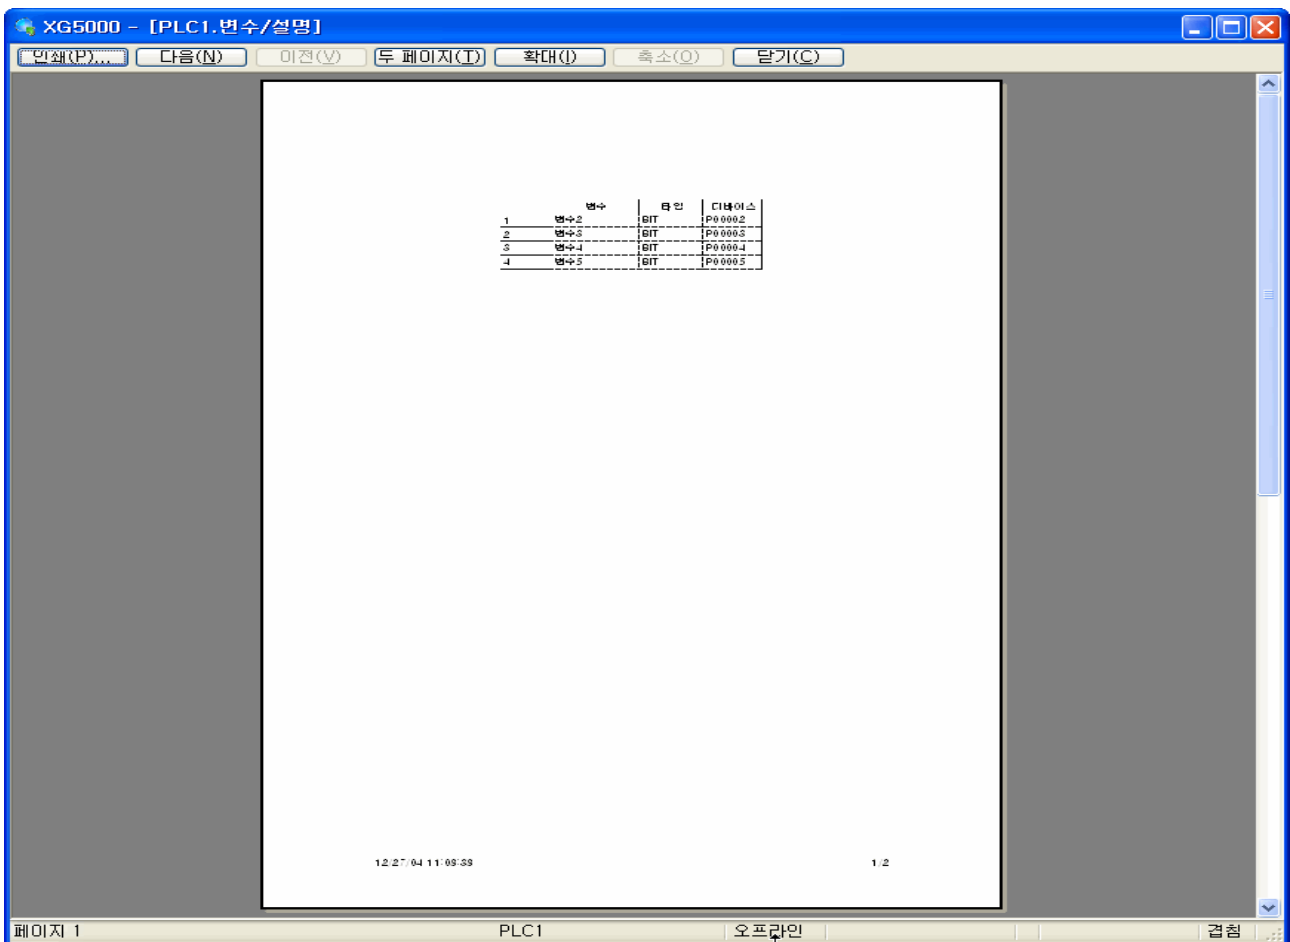 XG5000 - [PLC1.변수/설명]
인쇄(P)... 다음(N) 이전(V) 두 페이지(T) 확대(I) 축소(O) 닫기(C)
변수 타입 디바이스
1 변수2 BIT P00002
2 변수3 BIT P00003
3 변수4 BIT P00004
4 변수5 BIT P00005
12/27/04 11:09:39 1/2
페이지 1 PLC1 오프라인 겹침